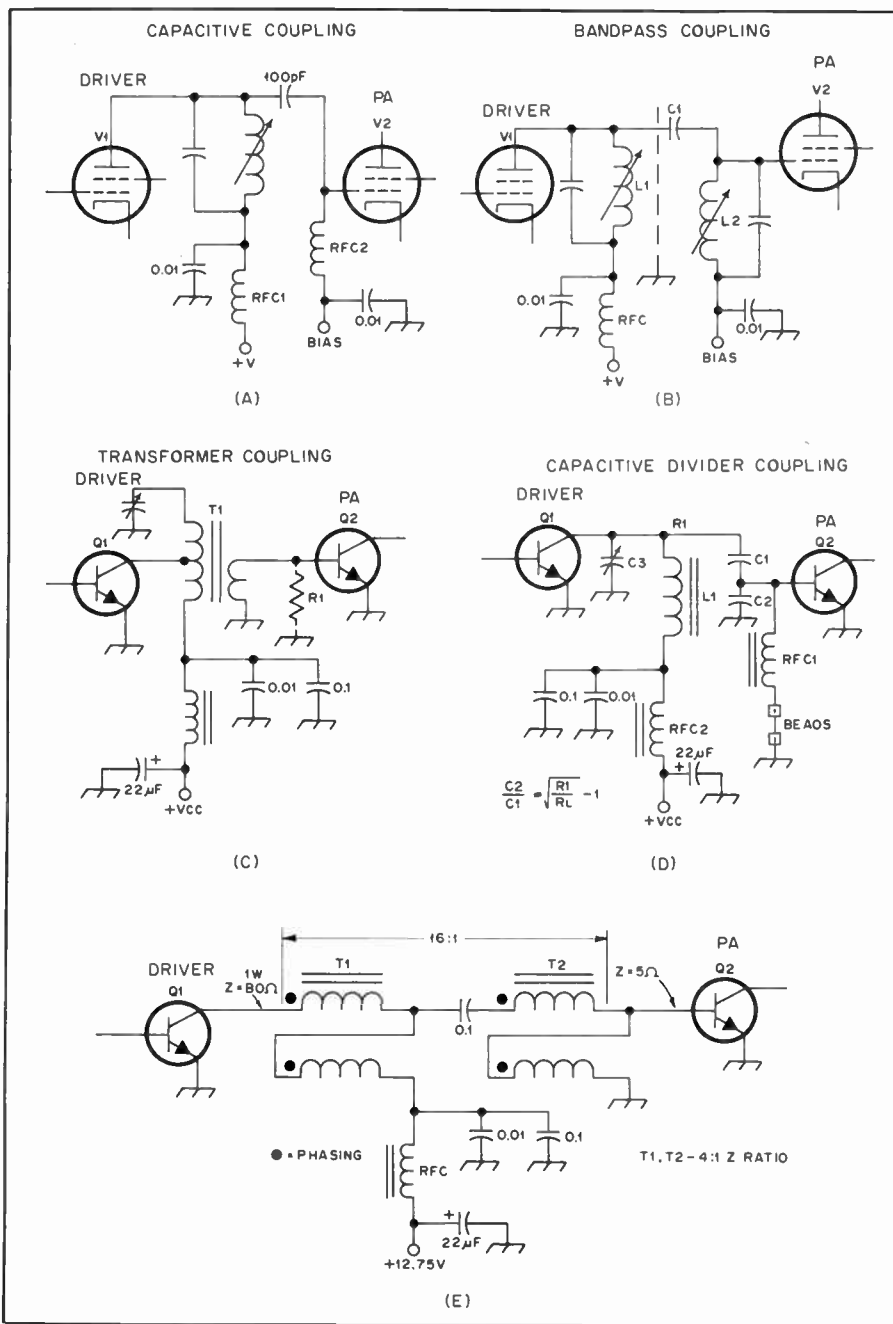 CAPACITIVE COUPLING
DRIVER
V1
100pF
PA
V2
0.01
RFC1
+V
RFC2
0.01
BIAS
(A)
BANDPASS COUPLING
DRIVER
V1
C1
PA
V2
L1
L2
0.01
RFC
+V
0.01
BIAS
(B)
TRANSFORMER COUPLING
DRIVER
Q1
T1
PA
Q2
R1
0.01
0.1
22µF
+
+VCC
(C)
CAPACITIVE DIVIDER COUPLING
DRIVER
Q1
R1
PA
Q2
C3
L1
C1
C2
RFC1
BEADS
0.1
0.01
RFC2
22µF
+
+VCC
C2/C1 = √R1/RL - 1
(D)
16:1
DRIVER
Q1
1W
Z=80Ω
T1
T2
Z=5Ω
PA
Q2
0.1
0.01
0.1
● = PHASING
RFC
T1, T2 - 4:1 Z RATIO
+
22µF
+12.75V
(E)